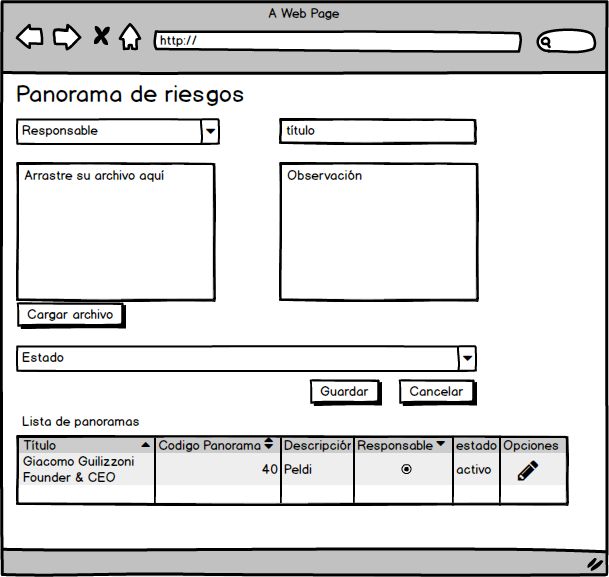 A Web Page
http://
Panorama de riesgos
Responsable
título
Arrastre su archivo aquí
Observación
Cargar archivo
Estado
Guardar
Cancelar
Lista de panoramas
Título Codigo Panorama Descripción Responsable estado Opciones
Giacomo Guilizzoni
Founder & CEO
40 Peldi activo